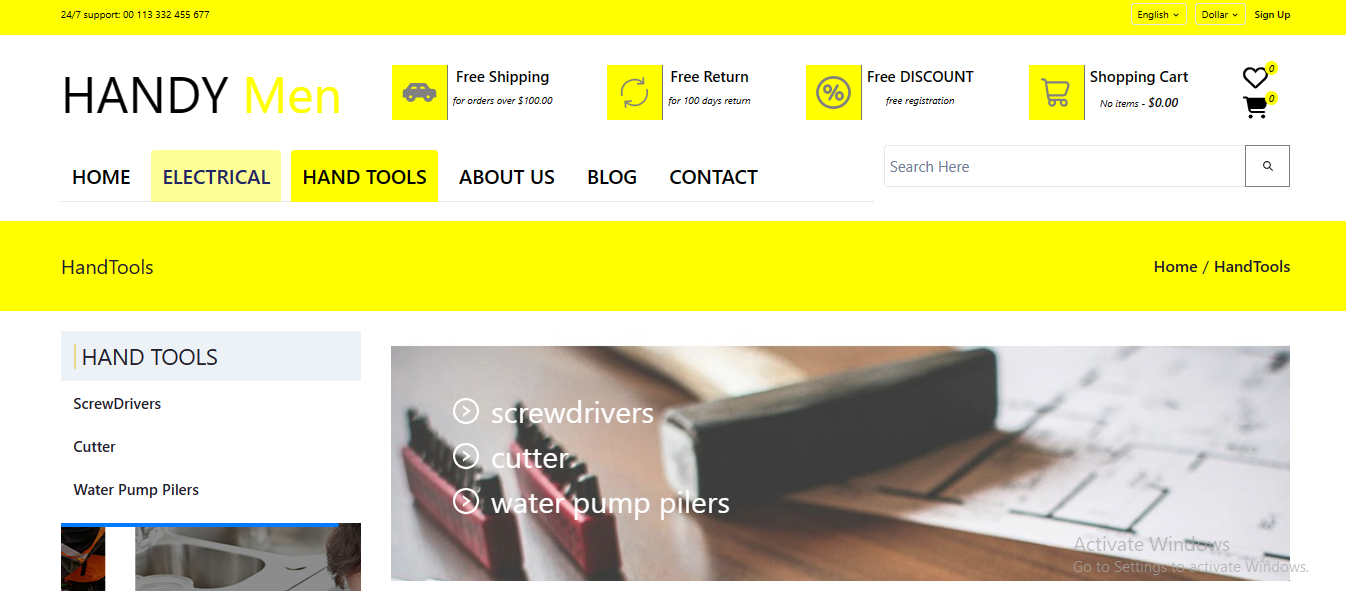 24/7 support: 00 113 332 455 677
English
Dollar
Sign Up
HANDY Men
Free Shipping
for orders over $100.00
Free Return
for 100 days return
Free DISCOUNT
free registration
Shopping Cart
No items - $0.00
0
0
HOME
ELECTRICAL
HAND TOOLS
ABOUT US
BLOG
CONTACT
Search Here
HandTools
Home / HandTools
HAND TOOLS
ScrewDrivers
Cutter
Water Pump Pilers
screwdrivers
cutter
water pump pilers
Activate Windows
Go to Settings to activate Windows.